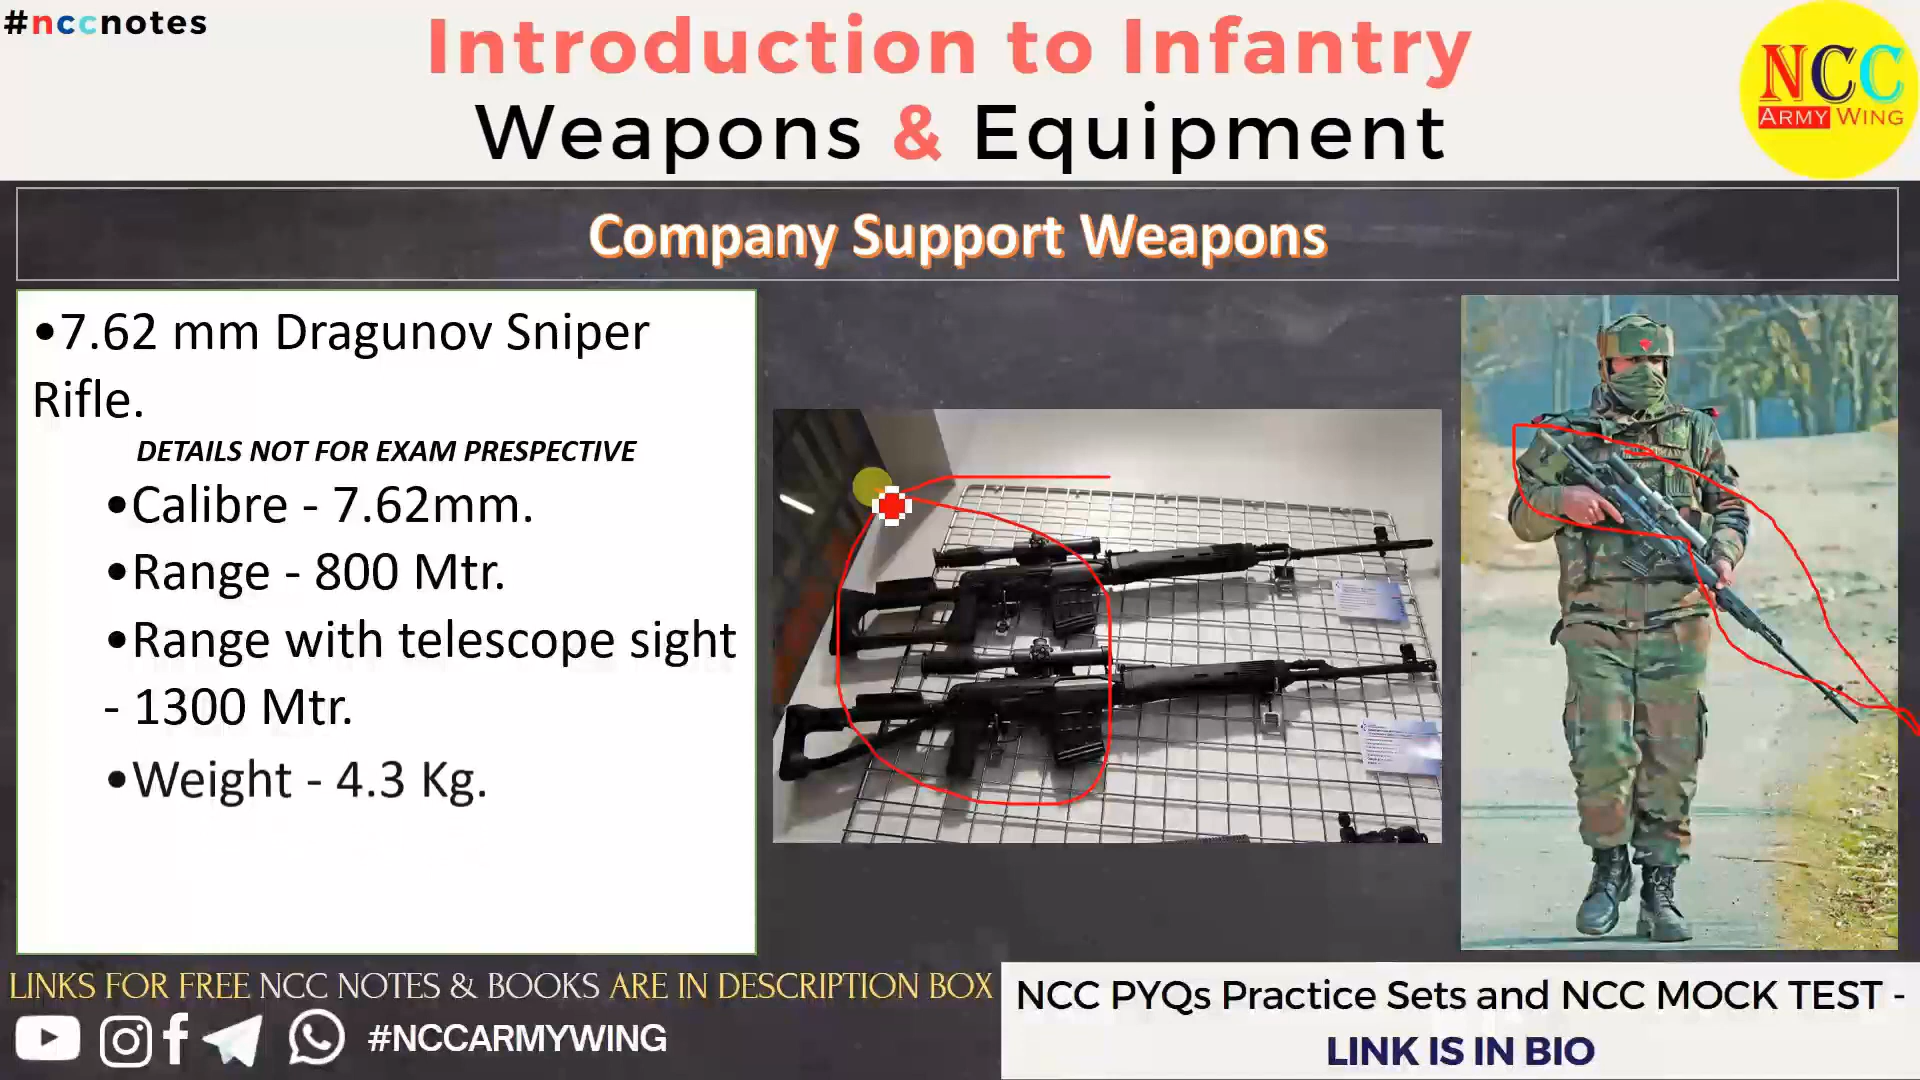 #nccnotes
Introduction to Infantry
Weapons & Equipment
NCC
ARMY WING
Company Support Weapons
•7.62 mm Dragunov Sniper
Rifle.
DETAILS NOT FOR EXAM PRESPECTIVE
•Calibre - 7.62mm.
•Range - 800 Mtr.
•Range with telescope sight
- 1300 Mtr.
•Weight - 4.3 Kg.
LINKS FOR FREE NCC NOTES & BOOKS ARE IN DESCRIPTION BOX
#NCCARMYWING
NCC PYQs Practice Sets and NCC MOCK TEST -
LINK IS IN BIO